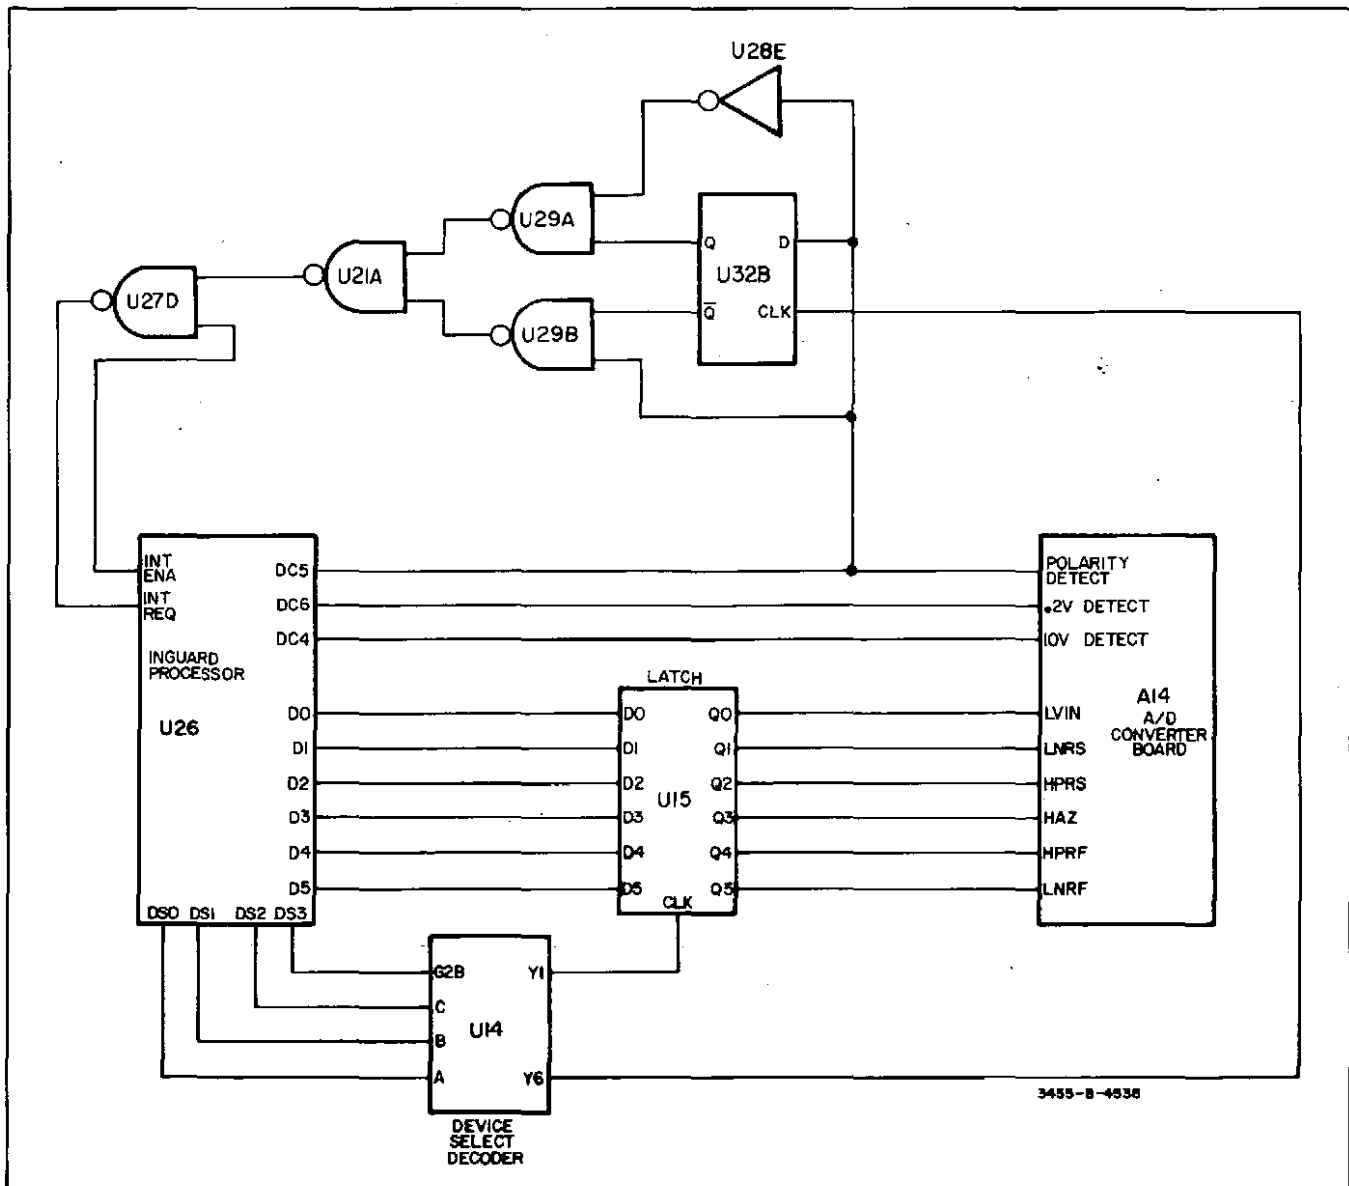 U28E
U29A
U21A
U27D
U29B
Q
D
U32B
Q̅
CLK
INT
ENA
INT
REQ
INGUARD
PROCESSOR
U26
DC5
DC6
DC4
D0
D1
D2
D3
D4
D5
DS0 DS1 DS2 DS3
LATCH
D0
D1
D2
D3
D4
D5
U15
Q0
Q1
Q2
Q3
Q4
Q5
CLK
POLARITY
DETECT
.2V DETECT
10V DETECT
LVIN
LNRS
HPRS
HAZ
HPRF
LNRF
A14
A/D
CONVERTER
BOARD
G2B
C
B
A
U14
Y1
Y6
DEVICE
SELECT
DECODER
3455-B-4538